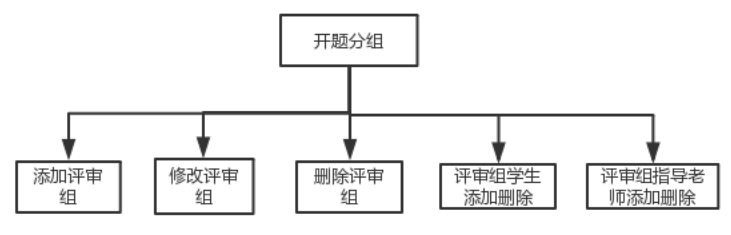 开题分组
添加评审
组
修改评审
组
删除评审
组
评审组学生
添加删除
评审组指导老
师添加删除